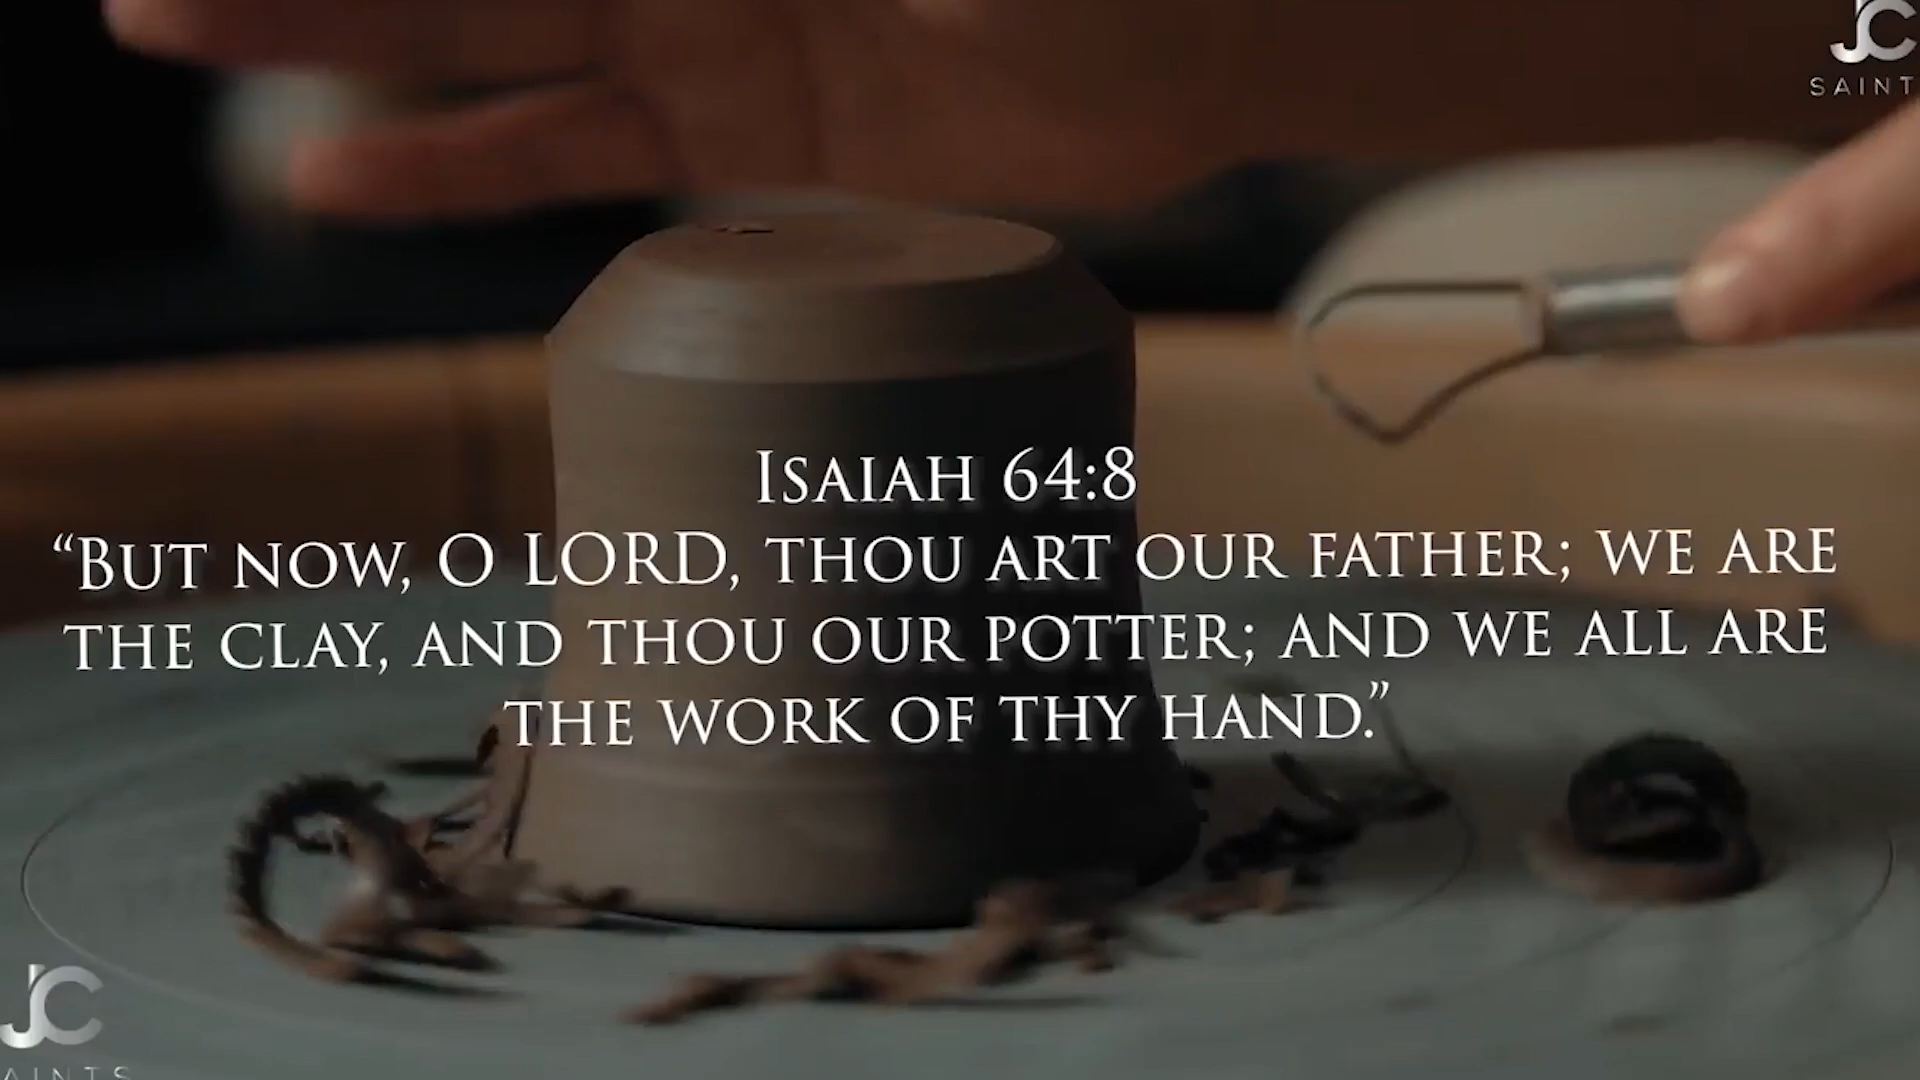 JC
SAINT
ISAIAH 64:8
“BUT NOW, O LORD, THOU ART OUR FATHER; WE ARE
THE CLAY, AND THOU OUR POTTER; AND WE ALL ARE
THE WORK OF THY HAND.”
JC
AINTS